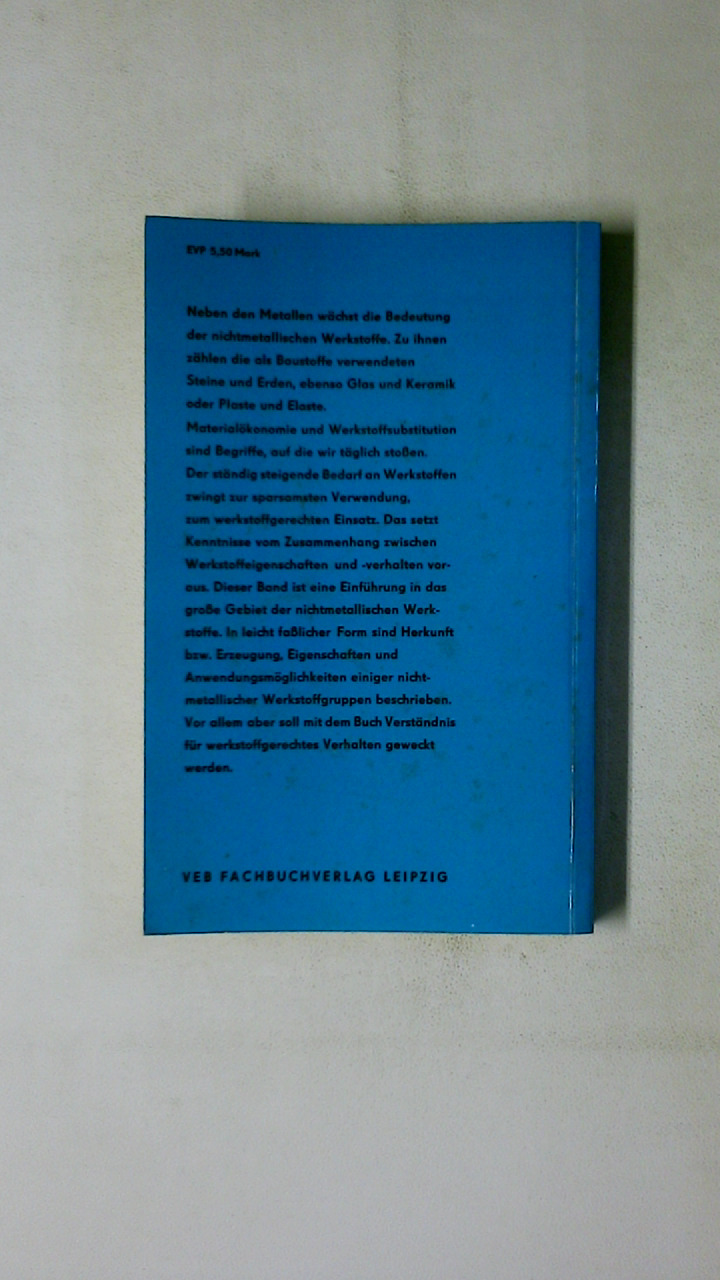 EVP 5,50 Mark
Neben den Metallen wächst die Bedeutung
der nichtmetallischen Werkstoffe. Zu ihnen
zählen die als Baustoffe verwendeten
Steine und Erden, ebenso Glas und Keramik
oder Plaste und Elaste.
Materialökonomie und Werkstoffsubstitution
sind Begriffe, auf die wir täglich stoßen.
Der ständig steigende Bedarf an Werkstoffen
zwingt zur sparsamsten Verwendung,
zum werkstoffgerechten Einsatz. Das setzt
Kenntnisse vom Zusammenhang zwischen
Werkstoffeigenschaften und -verhalten vor-
aus. Dieser Band ist eine Einführung in das
große Gebiet der nichtmetallischen Werk-
stoffe. In leicht faßlicher Form sind Herkunft
bzw. Erzeugung, Eigenschaften und
Anwendungsmöglichkeiten einiger nicht-
metallischer Werkstoffgruppen beschrieben.
Vor allem aber soll mit dem Buch Verständnis
für werkstoffgerechtes Verhalten geweckt
werden.
VEB FACHBUCHVERLAG LEIPZIG